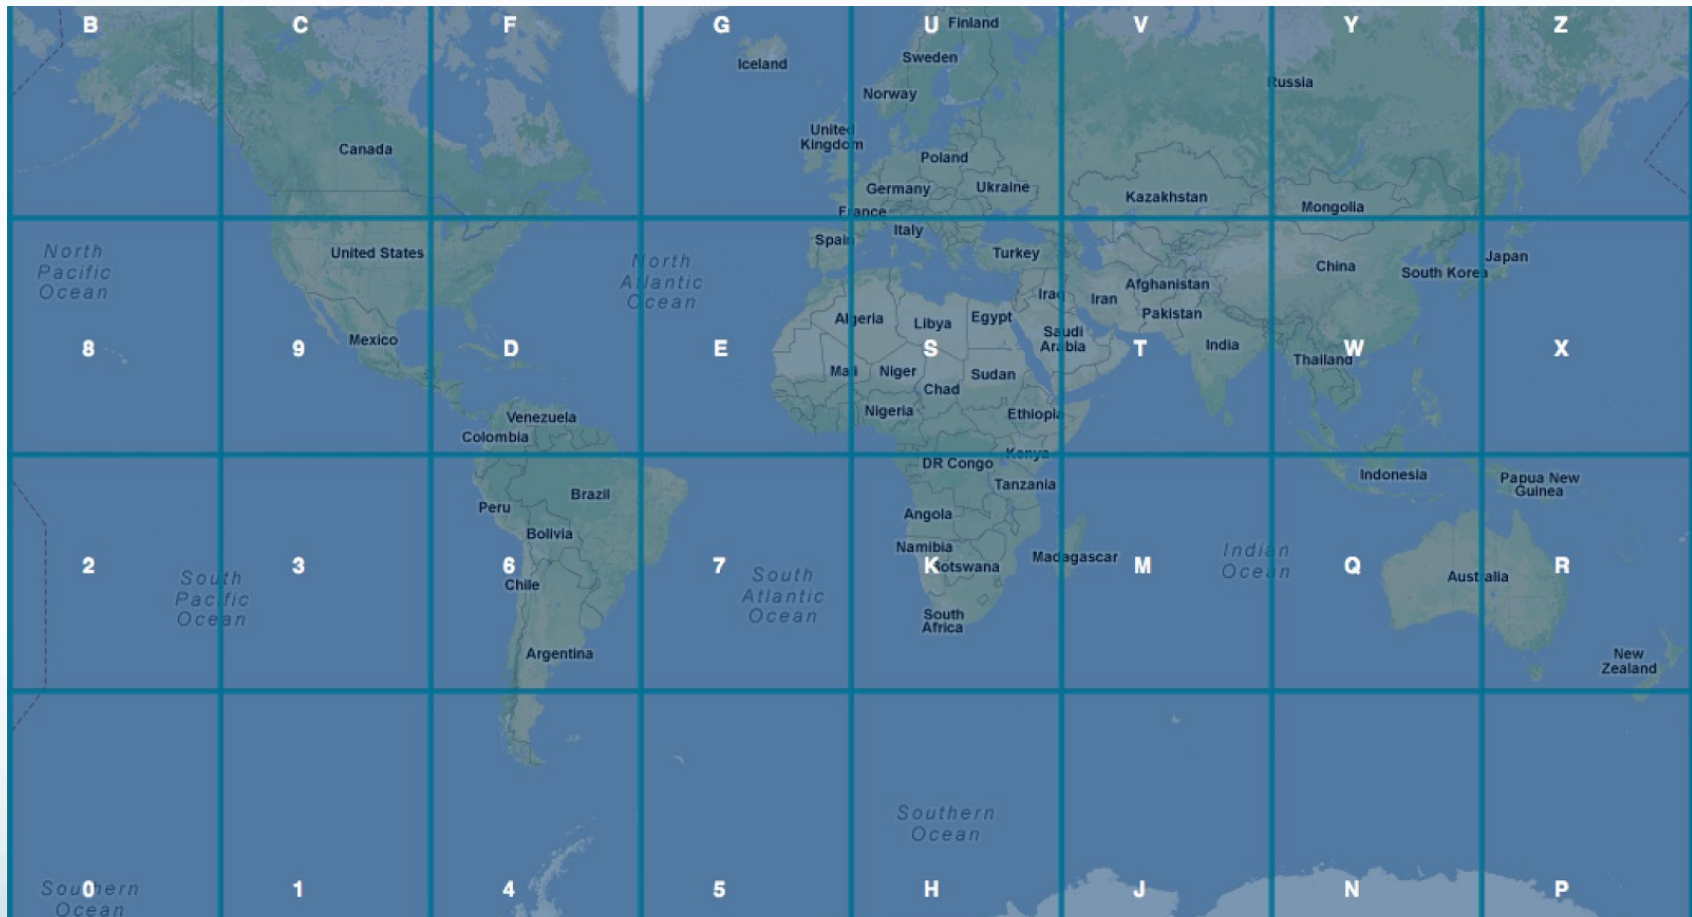 B C F G U V Y Z
Finland
Iceland
Sweden
Russia
Norway
United
Kingdom
Canada
Poland
Germany
Ukraine
Kazakhstan
France
Mongolia
Italy
Spain
United States
Turkey
North
Pacific
Ocean
North
Atlantic
Ocean
China
South Korea
Japan
Afghanistan
Iraq
Iran
Pakistan
Algeria
Libya
Egypt
Saudi
Arabia
India
Mexico
8 9 D E S T W X
Thailand
Mali
Niger
Chad
Sudan
Nigeria
Ethiopia
Venezuela
Colombia
Kenya
DR Congo
Tanzania
Indonesia
Papua New
Guinea
Brazil
Peru
Angola
Bolivia
Namibia
Botswana
Madagascar
Indian
Ocean
2 3 6 7 K M Q R
South
Pacific
Ocean
Chile
South
Atlantic
Ocean
Australia
South
Africa
Argentina
New
Zealand
Southern
Ocean
0 1 4 5 H J N P
Southern
Ocean